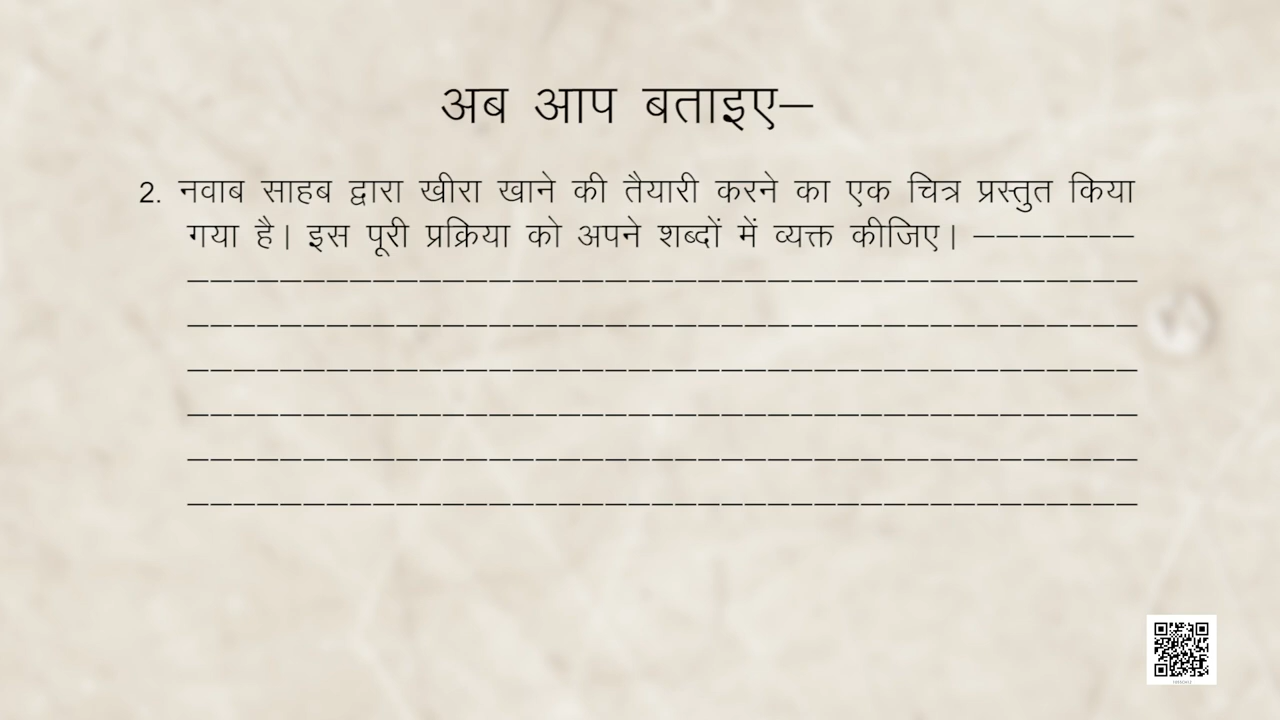 अब आप बताइए–
2. नवाब साहब द्वारा खीरा खाने की तैयारी करने का एक चित्र प्रस्तुत किया
गया है। इस पूरी प्रक्रिया को अपने शब्दों में व्यक्त कीजिए। –––––––
–––––––––––––––––––––––––––––––––––––––––
–––––––––––––––––––––––––––––––––––––––––
–––––––––––––––––––––––––––––––––––––––––
–––––––––––––––––––––––––––––––––––––––––
–––––––––––––––––––––––––––––––––––––––––
–––––––––––––––––––––––––––––––––––––––––